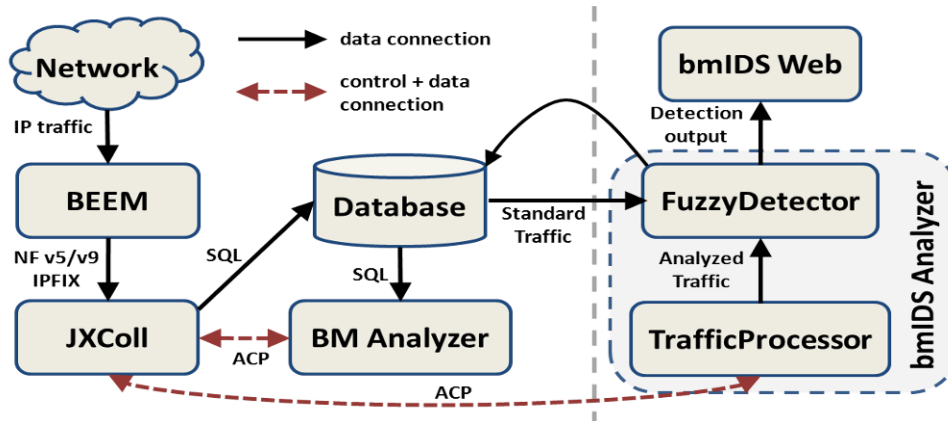 Network
data connection
control + data
connection
bmIDS Web
IP traffic
Detection
output
BEEM
Database
FuzzyDetector
Standard
Traffic
NF v5/v9
IPFIX
SQL
SQL
Analyzed
Traffic
JXColl
ACP
BM Analyzer
TrafficProcessor
bmIDS Analyzer
ACP